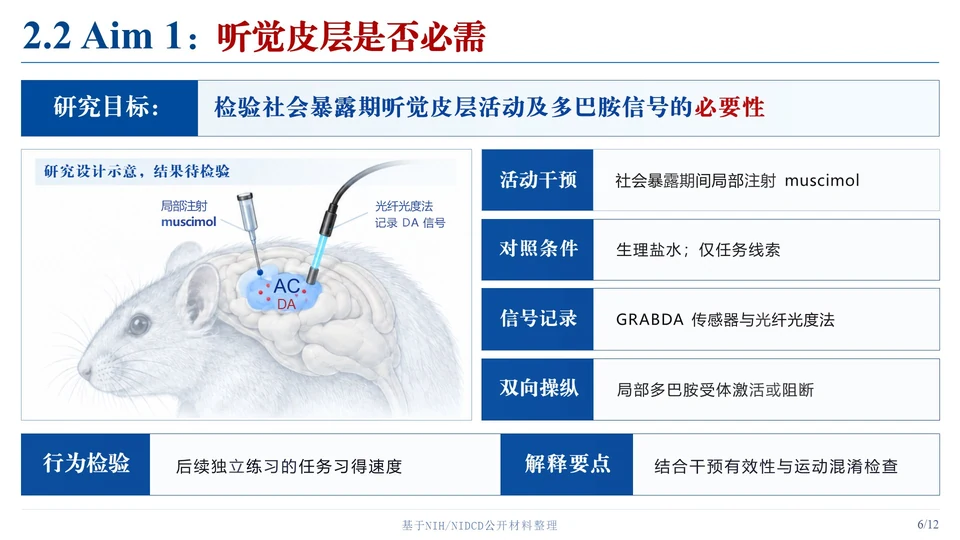 2.2 Aim 1：听觉皮层是否必需
研究目标：
检验社会暴露期听觉皮层活动及多巴胺信号的必要性
研究设计示意，结果待检验
局部注射
muscimol
光纤光度法
记录 DA 信号
AC
DA
活动干预
社会暴露期间局部注射 muscimol
对照条件
生理盐水；仅任务线索
信号记录
GRABDA 传感器与光纤光度法
双向操纵
局部多巴胺受体激活或阻断
行为检验
后续独立练习的任务习得速度
解释要点
结合干预有效性与运动混淆检查
基于NIH/NIDCD公开材料整理
6/12